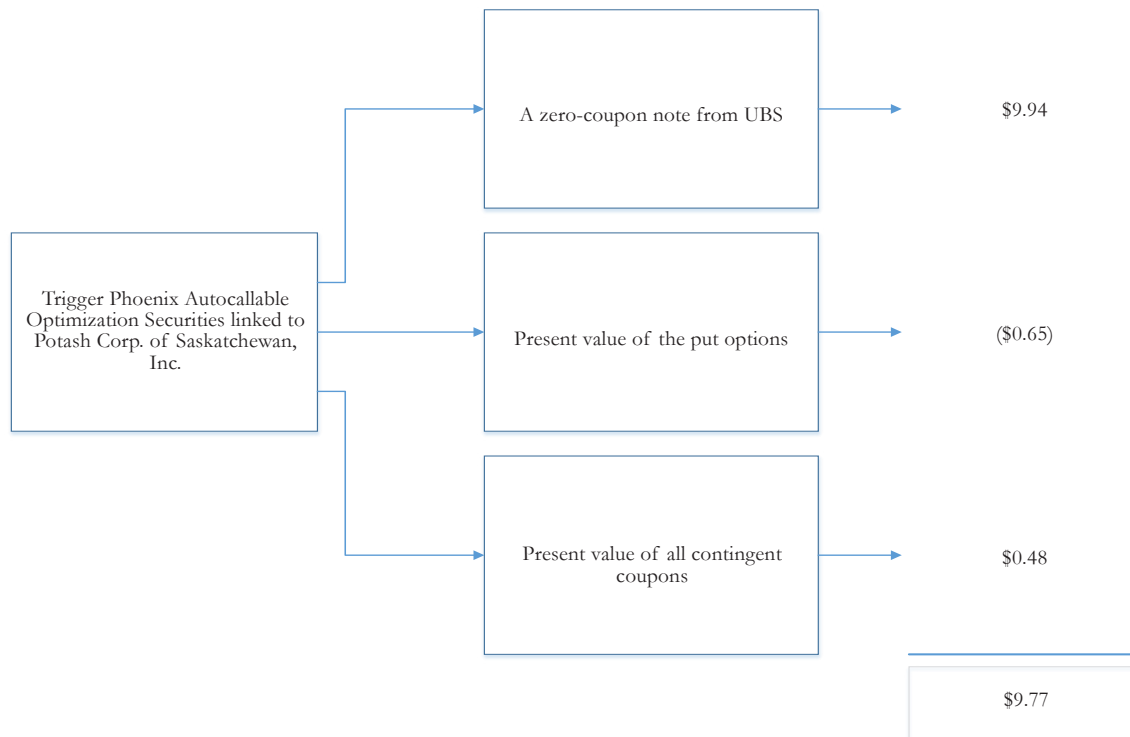 A zero-coupon note from UBS
$9.94
Trigger Phoenix Autocallable
Optimization Securities linked to
Potash Corp. of Saskatchewan,
Inc.
Present value of the put options
($0.65)
Present value of all contingent
coupons
$0.48
$9.77